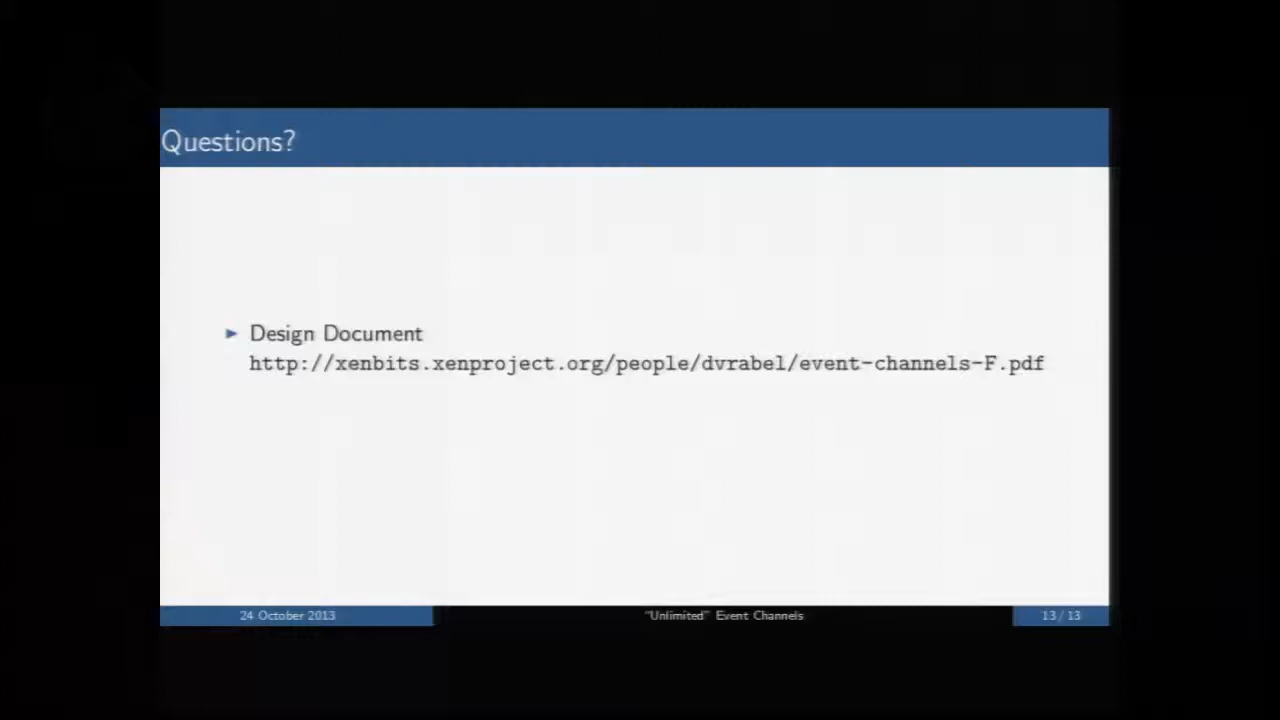 Questions?
► Design Document
http://xenbits.xenproject.org/people/dvrabel/event-channels-F.pdf
24 October 2013
"Unlimited" Event Channels
13 / 13